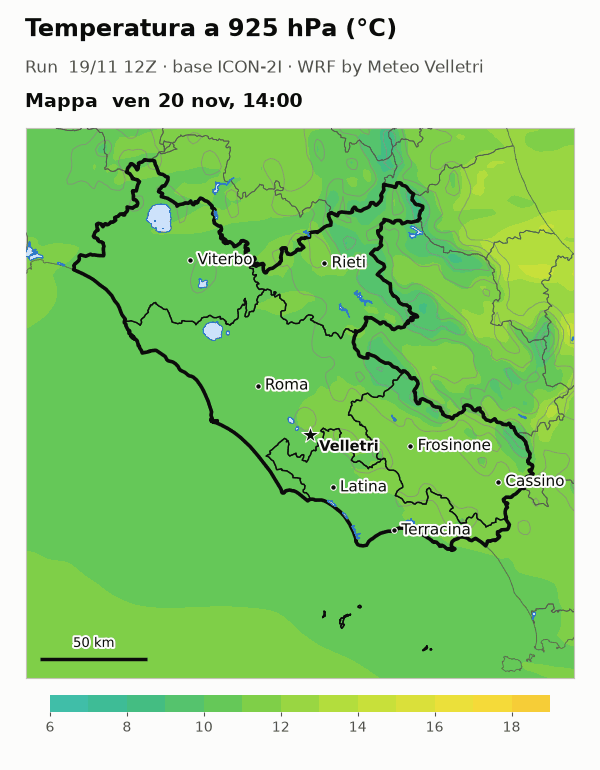 Temperatura a 925 hPa (°C)
Run  19/11 12Z · base ICON-2I · WRF by Meteo Velletri
Mappa  ven 20 nov, 14:00
Viterbo
Rieti
Roma
Velletri
Frosinone
Cassino
Latina
Terracina
50 km
6 8 10 12 14 16 18